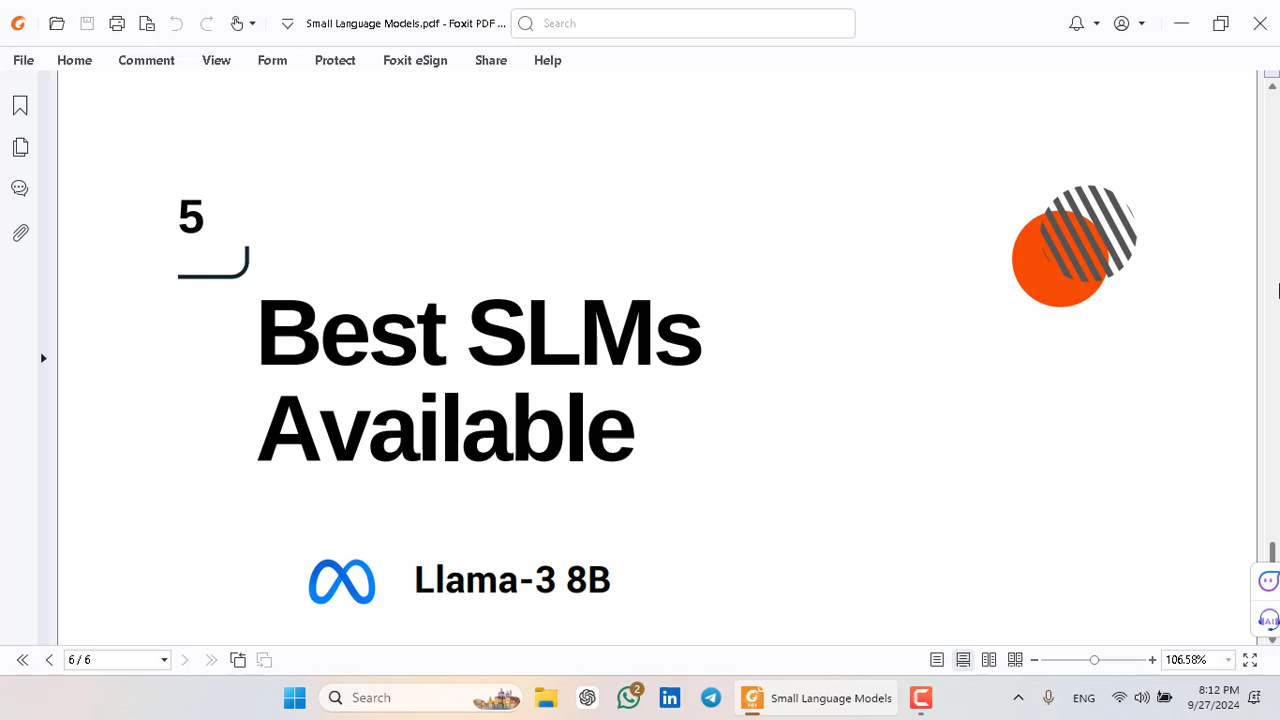 Small Language Models.pdf - Foxit PDF ...
Search
File Home Comment View Form Protect Foxit eSign Share Help
5
Best SLMs
Available
Llama-3 8B
6 / 6
106.58%
Search
2
Small Language Models
ENG
5:28 PM
9/27/2024